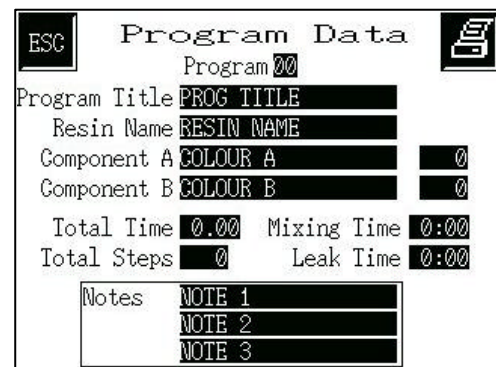 ESC Program Data
Program 00
Program Title PROG TITLE
Resin Name RESIN NAME
Component A COLOUR A 0
Component B COLOUR B 0
Total Time 0.00 Mixing Time 0:00
Total Steps 0 Leak Time 0:00
Notes NOTE 1
NOTE 2
NOTE 3